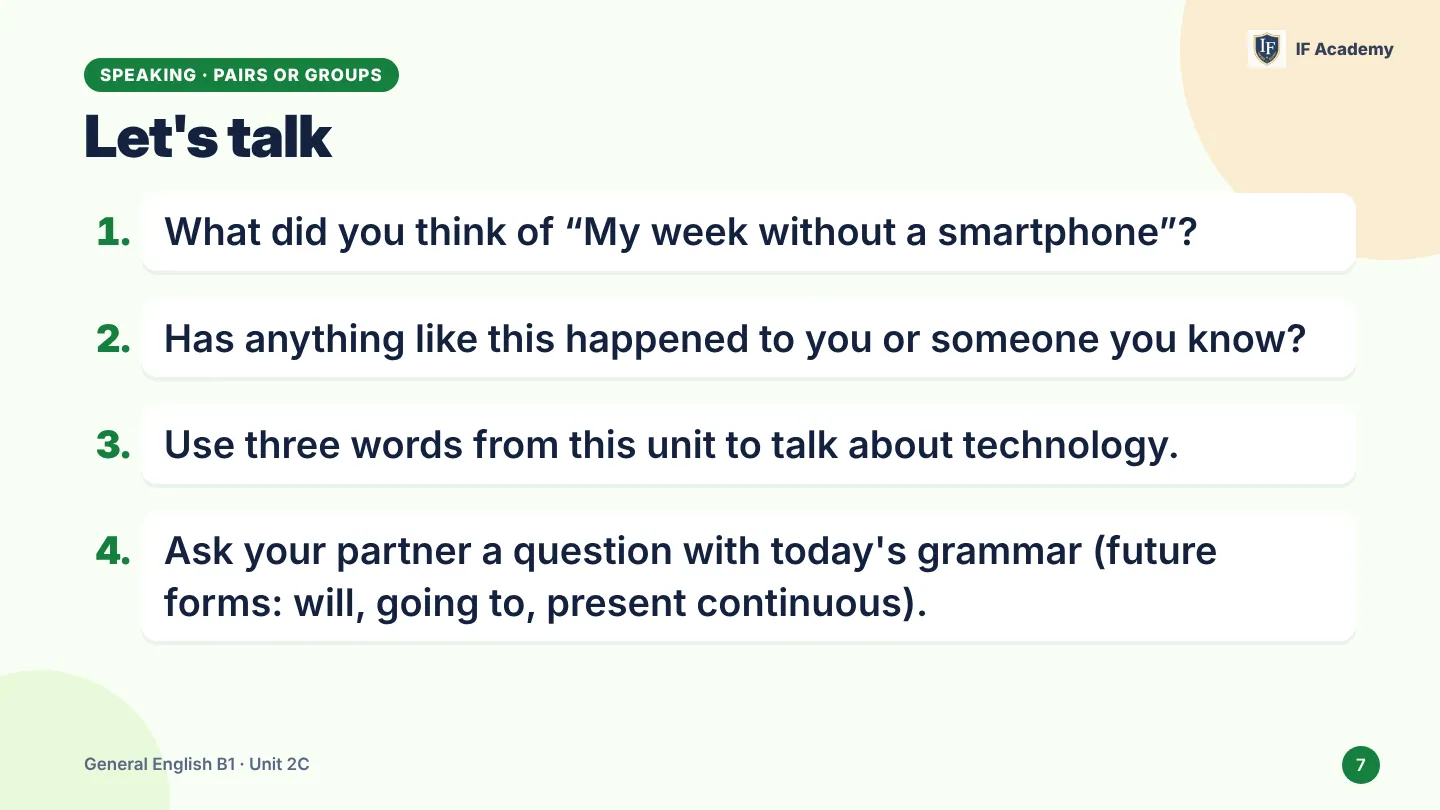 IF
IF Academy
SPEAKING · PAIRS OR GROUPS
Let's talk
1. What did you think of “My week without a smartphone”?
2. Has anything like this happened to you or someone you know?
3. Use three words from this unit to talk about technology.
4. Ask your partner a question with today's grammar (future
forms: will, going to, present continuous).
General English B1 · Unit 2C
7